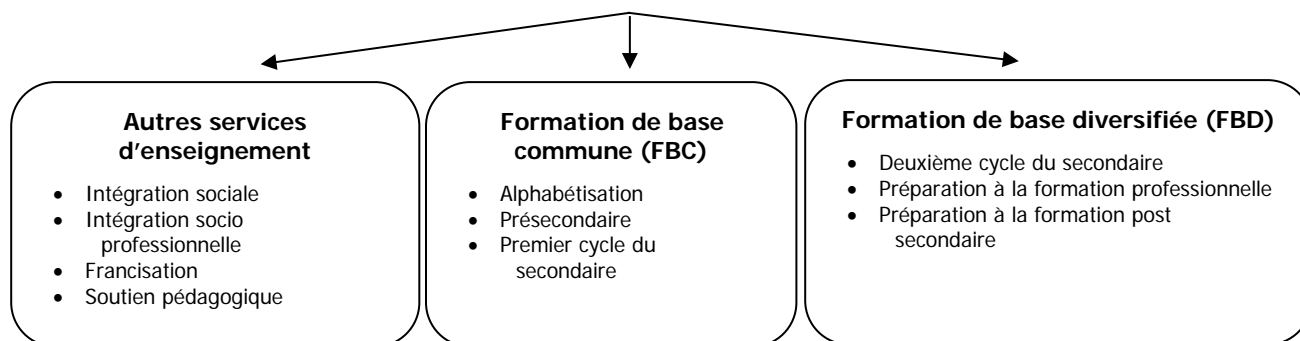 Autres services
d'enseignement
• Intégration sociale
• Intégration socio
professionnelle
• Francisation
• Soutien pédagogique
Formation de base
commune (FBC)
• Alphabétisation
• Présecondaire
• Premier cycle du
secondaire
Formation de base diversifiée (FBD)
• Deuxième cycle du secondaire
• Préparation à la formation professionnelle
• Préparation à la formation post
secondaire